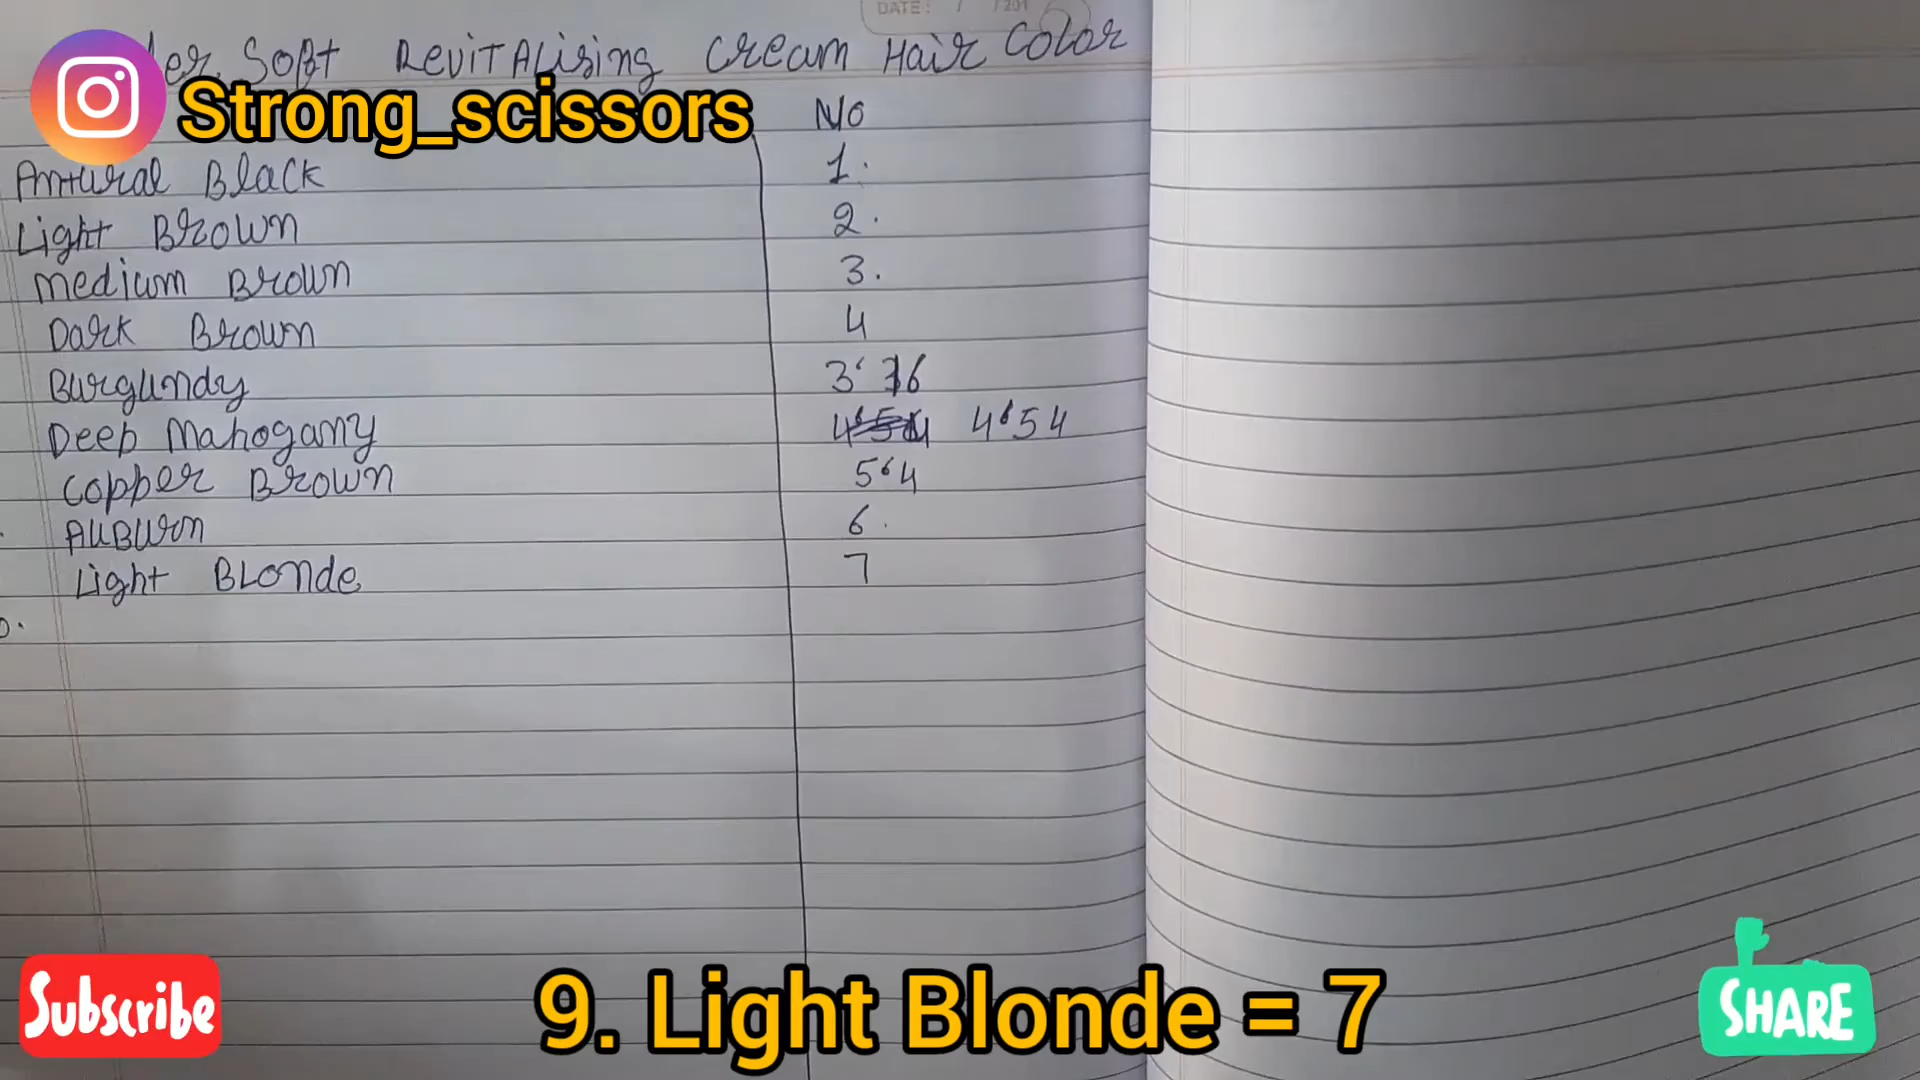 DATE: / /201
Soft Revitalising Cream Hair Color
Strong_scissors
No
Antural Black 1.
Light Brown 2.
Medium Brown 3.
Dark Brown 4
Burgundy 3.16
Deep Mahogany 4.54
Copper Brown 5.4
AuBurn 6.
Light BLonde 7
Subscribe
9. Light Blonde = 7
SHARE